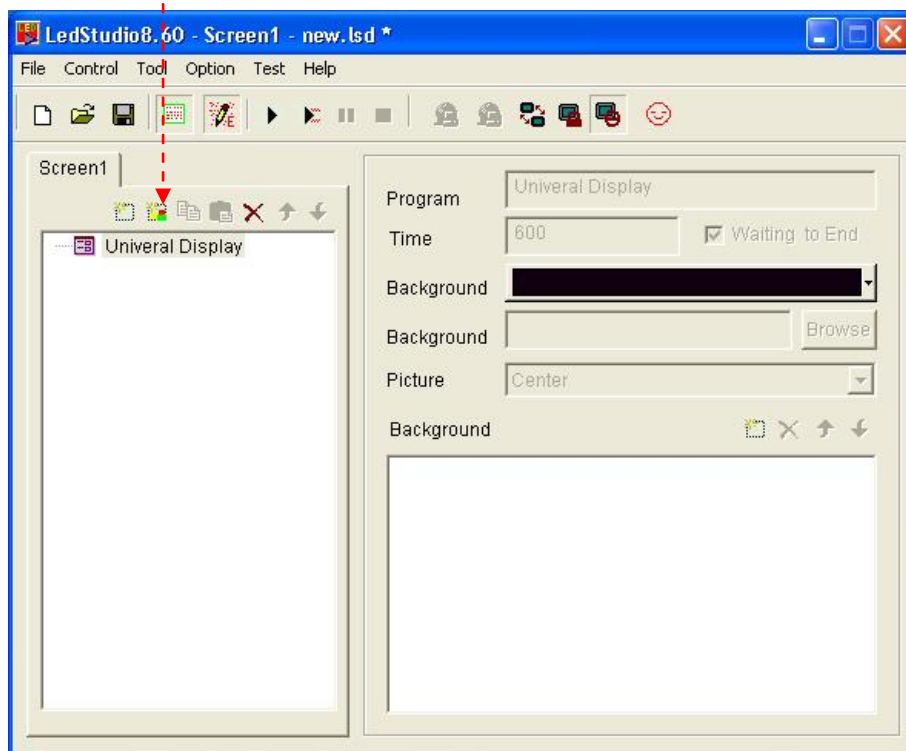 LedStudio8.60 - Screen1 - new.lsd *
File Control Tool Option Test Help
Screen1
Univeral Display
Program Univeral Display
Time 600 Waiting to End
Background
Background Browse
Picture Center
Background